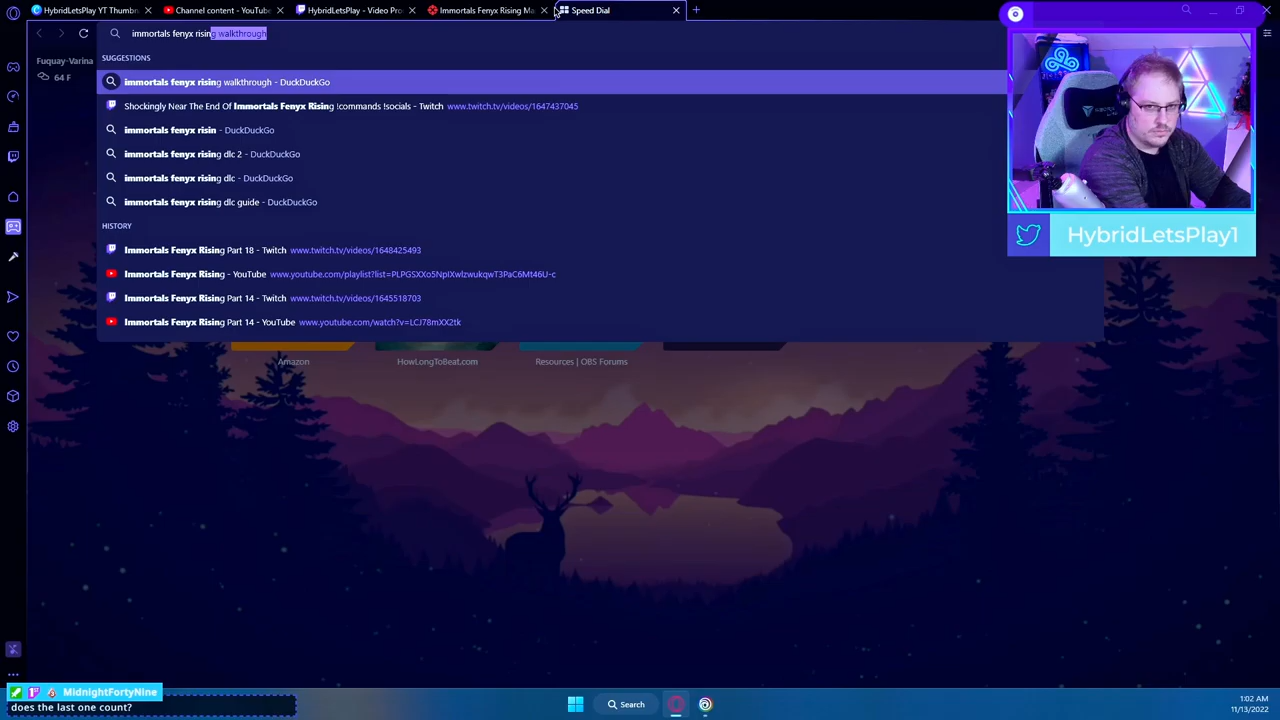 HybridLetsPlay YT Thumb
Channel content - YouTube
HybridLetsPlay - Video Pro
Immortals Fenyx Rising Ma
Speed Dial
immortals fenyx rising walkthrough
Fuquay-Varina
64 F
SUGGESTIONS
immortals fenyx rising walkthrough - DuckDuckGo
Shockingly Near The End Of Immortals Fenyx Rising !commands !socials - Twitch www.twitch.tv/videos/1647437045
immortals fenyx risin - DuckDuckGo
immortals fenyx rising dlc 2 - DuckDuckGo
immortals fenyx rising dlc - DuckDuckGo
immortals fenyx rising dlc guide - DuckDuckGo
HISTORY
Immortals Fenyx Rising Part 18 - Twitch www.twitch.tv/videos/1648425493
Immortals Fenyx Rising - YouTube www.youtube.com/playlist?list=PLPGSXXo5NpIXwlzwukqwT3PaC6Mt46U-c
Immortals Fenyx Rising Part 14 - Twitch www.twitch.tv/videos/1645518703
Immortals Fenyx Rising Part 14 - YouTube www.youtube.com/watch?v=LCJ78mXX2tk
Amazon
HowLongToBeat.com
Resources | OBS Forums
HybridLetsPlay1
MidnightFortyNine
does the last one count?
Search
1:02 AM
11/13/2022